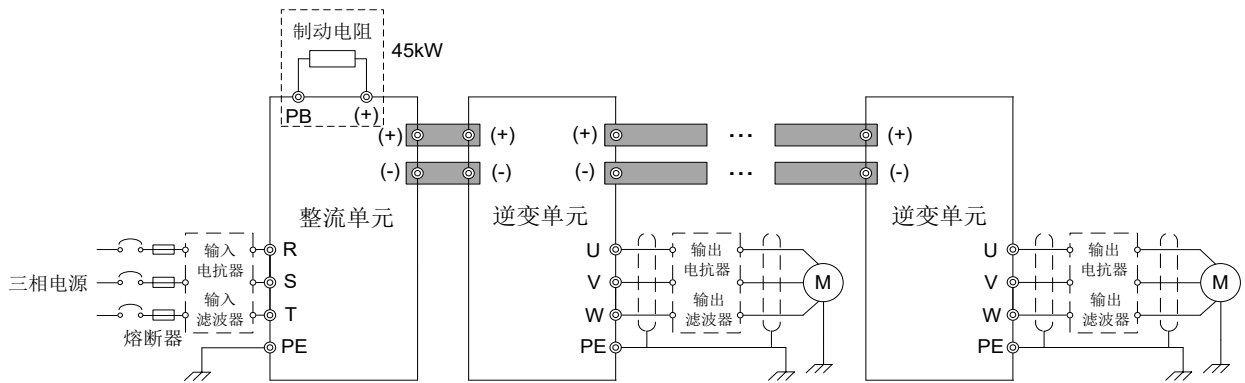 制动电阻
45kW
PB
(+)
(+)
(+)
(+)
...
(+)
(-)
(-)
(-)
...
(-)
整流单元
逆变单元
逆变单元
三相电源
熔断器
输入
电抗器
输入
滤波器
R
S
T
PE
U
V
W
PE
输出
电抗器
输出
滤波器
M
U
V
W
PE
输出
电抗器
输出
滤波器
M